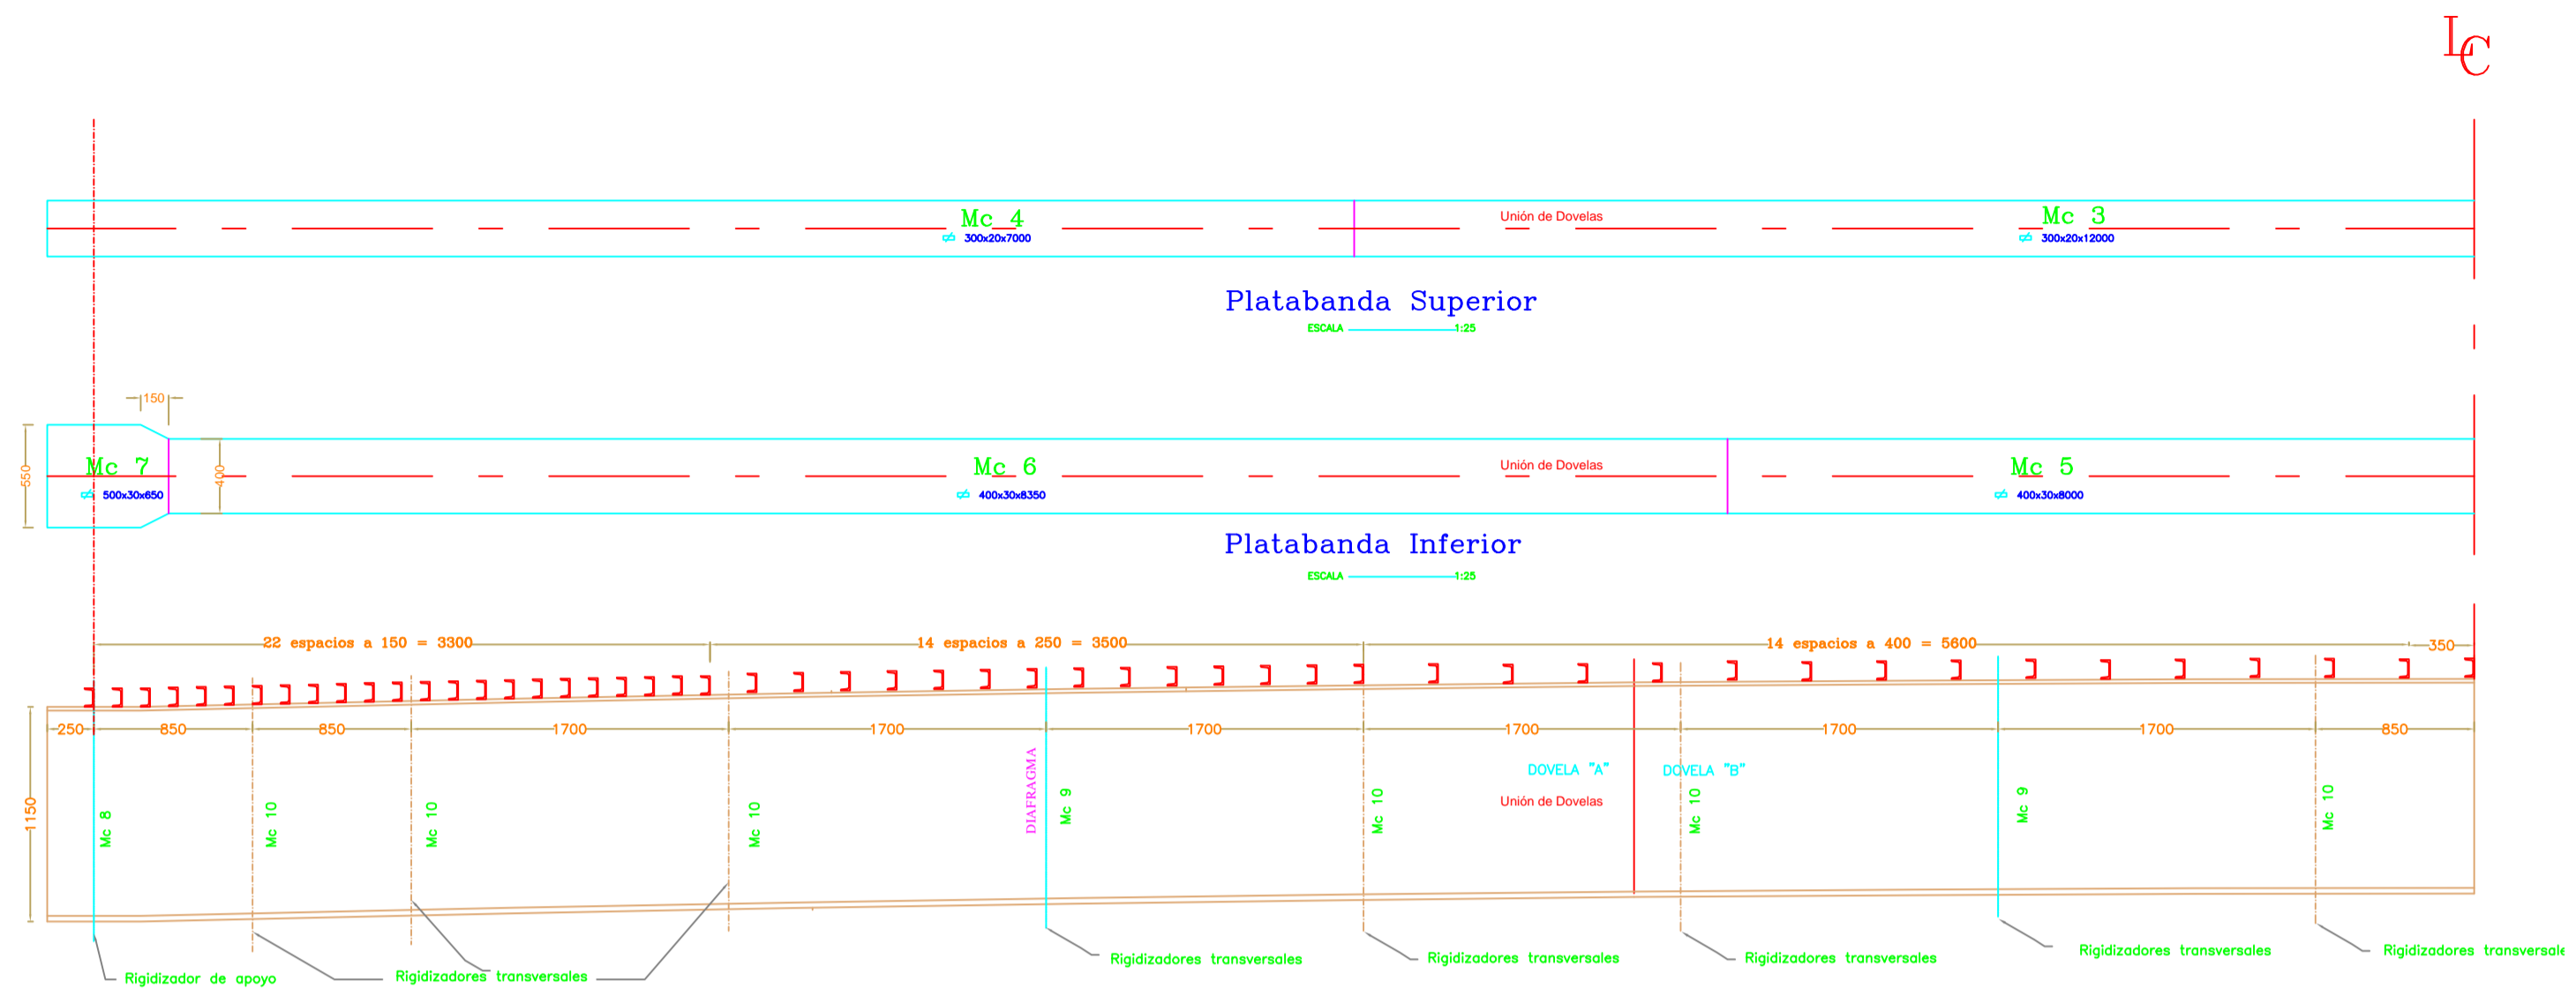 LC
Mc 4
300x20x7000
Unión de Dovelas
Mc 3
300x20x12000
Platabanda Superior
ESCALA 1:25
150
550
Mc 7
500x30x650
400
Mc 6
400x30x8350
Unión de Dovelas
Mc 5
400x30x8000
Platabanda Inferior
ESCALA 1:25
22 espacios a 150 = 3300
14 espacios a 250 = 3500
14 espacios a 400 = 5600
350
250
850
850
1700
1700
1700
1700
1700
1700
850
1150
Mc 8
Mc 10
Mc 10
Mc 10
DIAFRAGMA
Mc 9
Mc 10
DOVELA "A"
Unión de Dovelas
DOVELA "B"
Mc 10
Mc 9
Mc 10
Rigidizador de apoyo
Rigidizadores transversales
Rigidizadores transversales
Rigidizadores transversales
Rigidizadores transversales
Rigidizadores transversales
Rigidizadores transversale